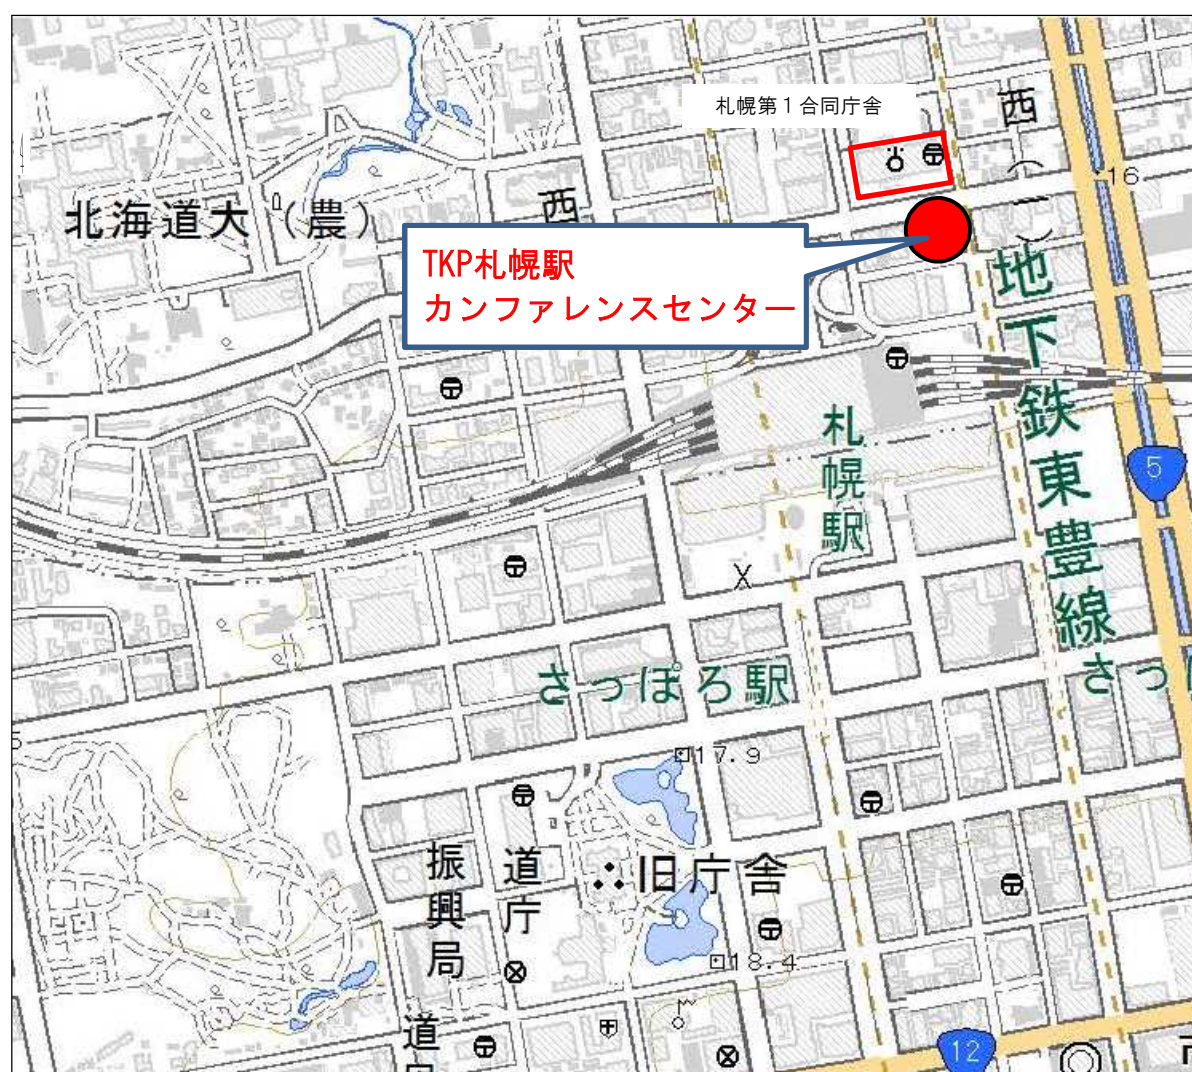 札幌第１合同庁舎
西
16
北海道大（農）
西
TKP札幌駅
カンファレンスセンター
地下鉄東豊線
札幌駅
5
さっぽろ駅
さっぽ
5
17.9
振興局
道庁
旧庁舎
18.4
道
12